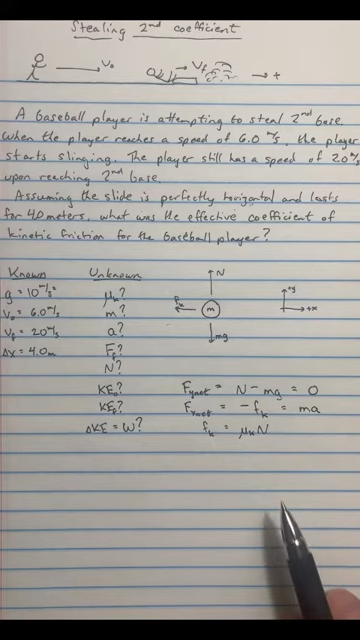 Stealing 2nd coefficient
V₀ Vf → +
A baseball player is attempting to steal 2nd base.
When the player reaches a speed of 6.0 m/s, the player
starts slinging. The player still has a speed of 2.0 m/s
upon reaching 2nd base.
Assuming the slide is perfectly horizontal and lasts
for 4.0 meters, what was the effective coefficient of
kinetic friction for the baseball player?
Known
g = 10 m/s²
V₀ = 6.0 m/s
Vf = 2.0 m/s
Δx = 4.0 m
Unknown
μk?
m?
a?
Ff?
N?
KE₀?
KEf?
ΔKE = W?
N
fk
m
mg
+y
+x
Fynet = N - mg = 0
Fxnet = -fk = ma
fk = μkN